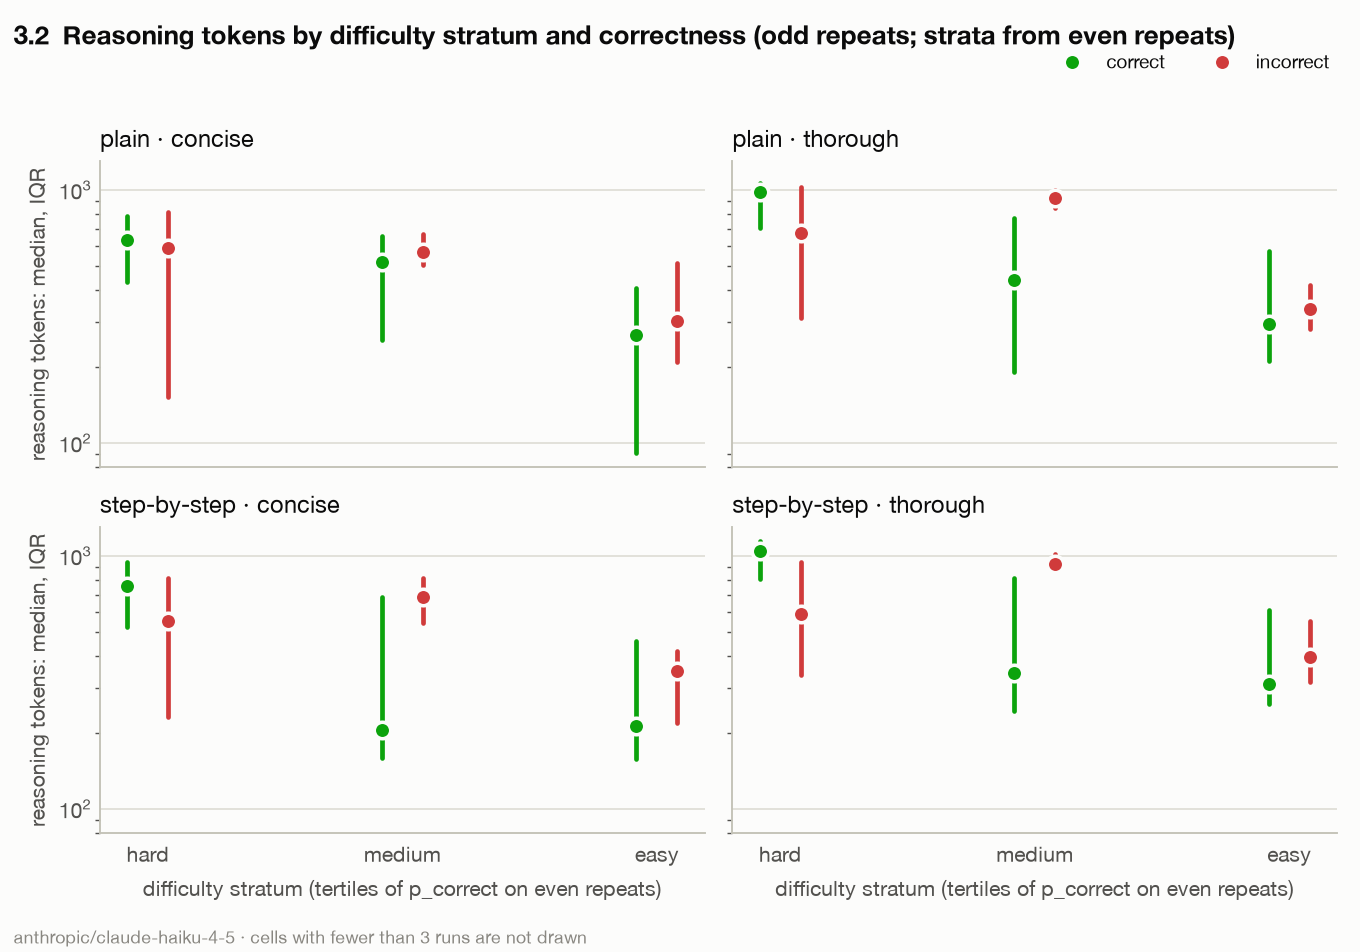 3.2 Reasoning tokens by difficulty stratum and correctness (odd repeats; strata from even repeats)
correct incorrect
plain · concise
plain · thorough
reasoning tokens: median, IQR
10³
10²
step-by-step · concise
step-by-step · thorough
reasoning tokens: median, IQR
10³
10²
hard medium easy
hard medium easy
difficulty stratum (tertiles of p_correct on even repeats)
difficulty stratum (tertiles of p_correct on even repeats)
anthropic/claude-haiku-4-5 · cells with fewer than 3 runs are not drawn